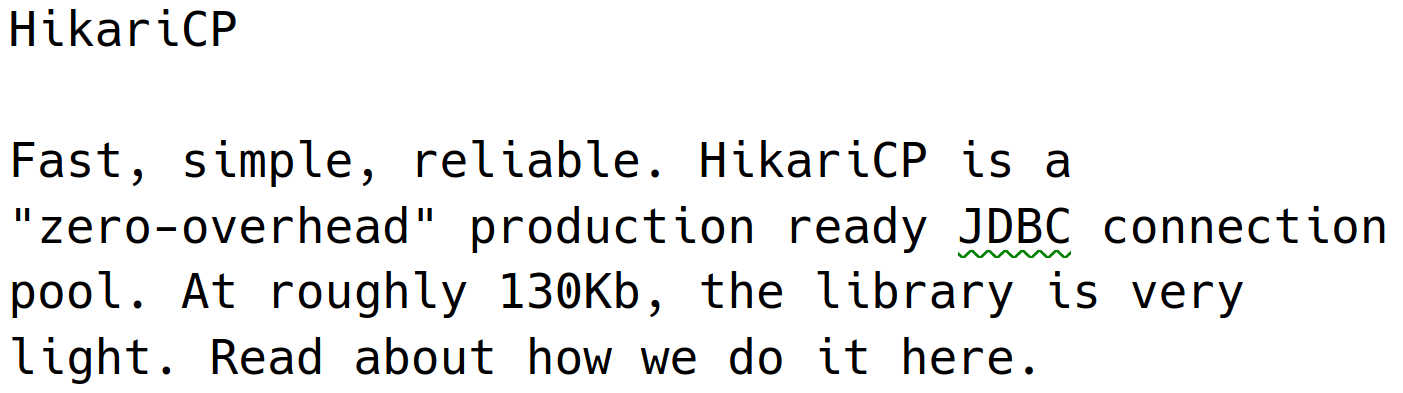 HikariCP
Fast, simple, reliable. HikariCP is a
"zero-overhead" production ready JDBC connection
pool. At roughly 130Kb, the library is very
light. Read about how we do it here.